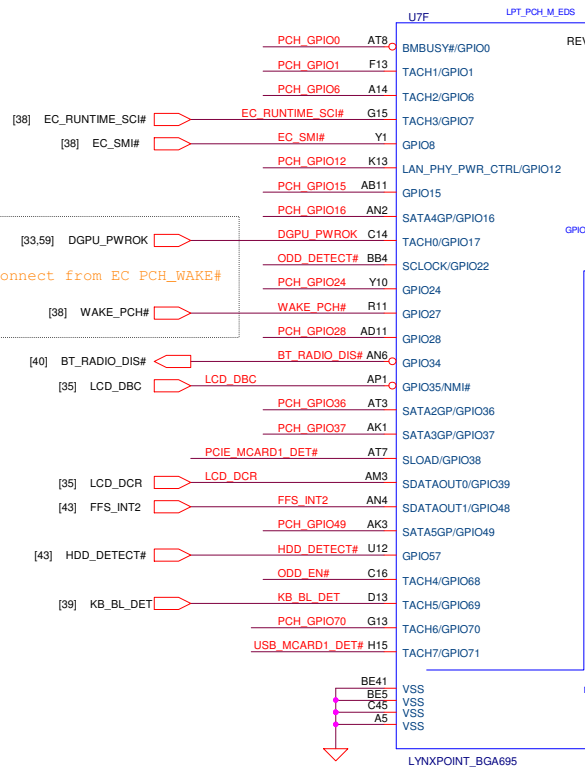 U7F LPT_PCH_M_EDS
REV
PCH_GPIO0 AT8 BMBUSY#/GPIO0
PCH_GPIO1 F13 TACH1/GPIO1
PCH_GPIO6 A14 TACH2/GPIO6
[38] EC_RUNTIME_SCI# EC_RUNTIME_SCI# G15 TACH3/GPIO7
[38] EC_SMI# EC_SMI# Y1 GPIO8
PCH_GPIO12 K13 LAN_PHY_PWR_CTRL/GPIO12
PCH_GPIO15 AB11 GPIO15
PCH_GPIO16 AN2 SATA4GP/GPIO16
GPIO
[33,59] DGPU_PWROK DGPU_PWROK C14 TACH0/GPIO17
ODD_DETECT# BB4 SCLOCK/GPIO22
onnect from EC PCH_WAKE#
PCH_GPIO24 Y10 GPIO24
[38] WAKE_PCH# WAKE_PCH# R11 GPIO27
PCH_GPIO28 AD11 GPIO28
[40] BT_RADIO_DIS# BT_RADIO_DIS# AN6 GPIO34
[35] LCD_DBC LCD_DBC AP1 GPIO35/NMI#
PCH_GPIO36 AT3 SATA2GP/GPIO36
PCH_GPIO37 AK1 SATA3GP/GPIO37
PCIE_MCARD1_DET# AT7 SLOAD/GPIO38
[35] LCD_DCR LCD_DCR AM3 SDATAOUT0/GPIO39
[43] FFS_INT2 FFS_INT2 AN4 SDATAOUT1/GPIO48
PCH_GPIO49 AK3 SATA5GP/GPIO49
[43] HDD_DETECT# HDD_DETECT# U12 GPIO57
ODD_EN# C16 TACH4/GPIO68
[39] KB_BL_DET KB_BL_DET D13 TACH5/GPIO69
PCH_GPIO70 G13 TACH6/GPIO70
USB_MCARD1_DET# H15 TACH7/GPIO71
BE41 VSS
BE5 VSS
C45 VSS
A5 VSS
LYNXPOINT_BGA695